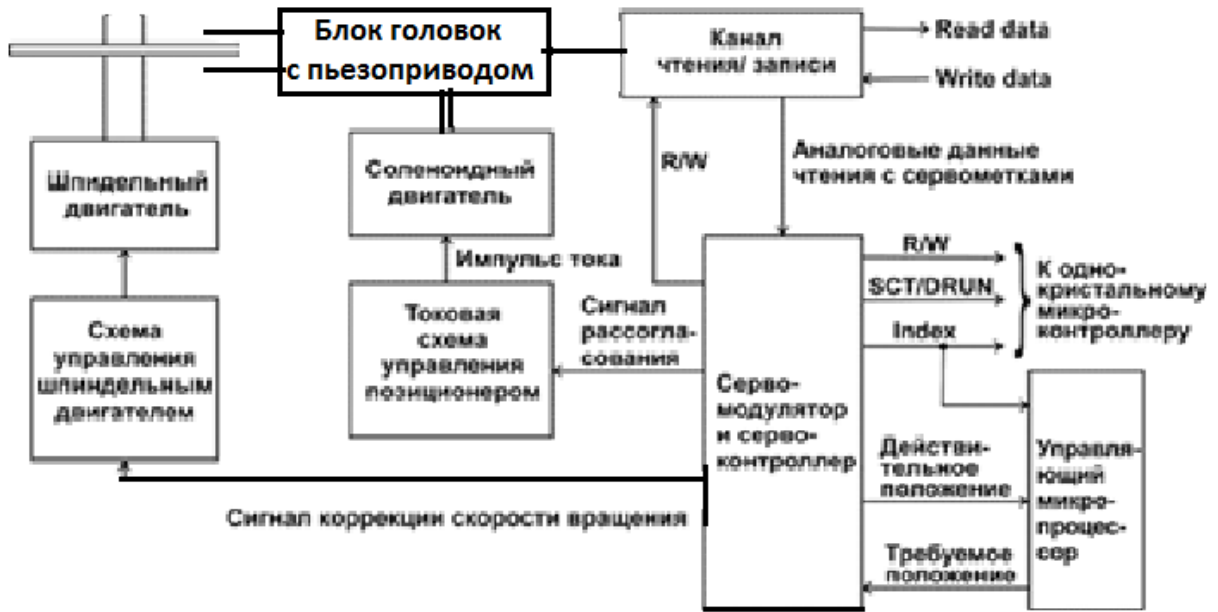 Блок головок
с пьезоприводом
Канал
чтения/ записи
Read data
Write data
Шпидельный
двигатель
Соленоидный
двигатель
R/W
Аналоговые данные
чтения с сервометками
Импульс тока
Схема
управления
шпиндельным
двигателем
Токовая
схема
управления
позиционером
Сигнал
рассогла-
сования
Серво-
модулятор
и серво-
контроллер
R/W
SCT/DRUN
Index
К одно-
кристальному
микро-
контроллеру
Действи-
тельное
положение
Требуемое
положение
Управля-
ющий
микро-
процес-
сор
Сигнал коррекции скорости вращения